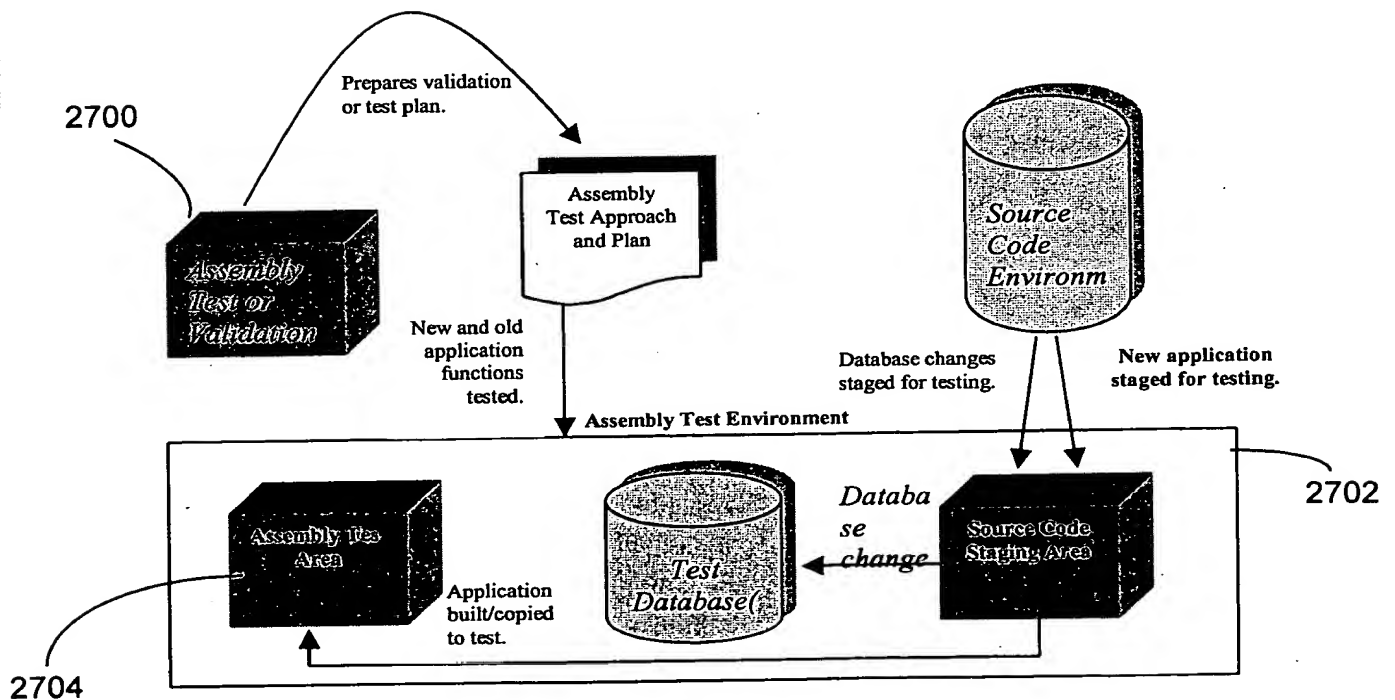 Prepares validation
or test plan.
2700
Assembly
Test Approach
and Plan
Source
Code
Environm
Assembly
Test or
Validation
New and old
application
functions
tested.
Database changes
staged for testing.
New application
staged for testing.
Assembly Test Environment
2702
Assembly Tes
Area
Test
Database(
Databa
se
change
Source Code
Staging Area
Application
built/copied
to test.
2704